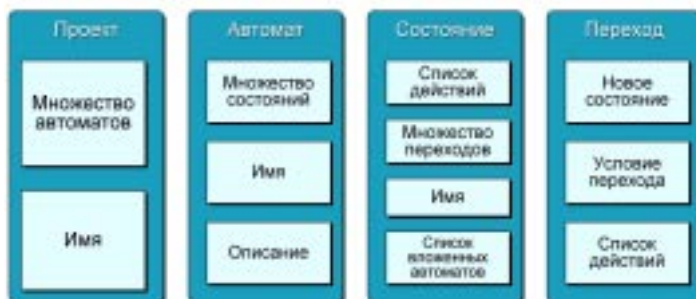 Проект
Множество
автоматов
Имя
Автомат
Множество
состояний
Имя
Описание
Состояние
Список
действий
Множество
переходов
Имя
Список
вложенных
автоматов
Переход
Новое
состояние
Условие
перехода
Список
действий